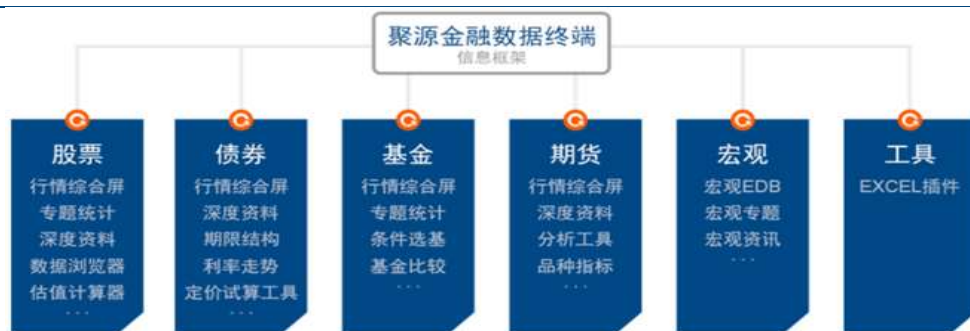 聚源金融数据终端
信息框架
股票
行情综合屏
专题统计
深度资料
数据浏览器
估值计算器
...
债券
行情综合屏
深度资料
期限结构
利率走势
定价试算工具
...
基金
行情综合屏
专题统计
条件选基
基金比较
...
期货
行情综合屏
深度资料
分析工具
品种指标
...
宏观
宏观EDB
宏观专题
宏观资讯
...
工具
EXCEL插件